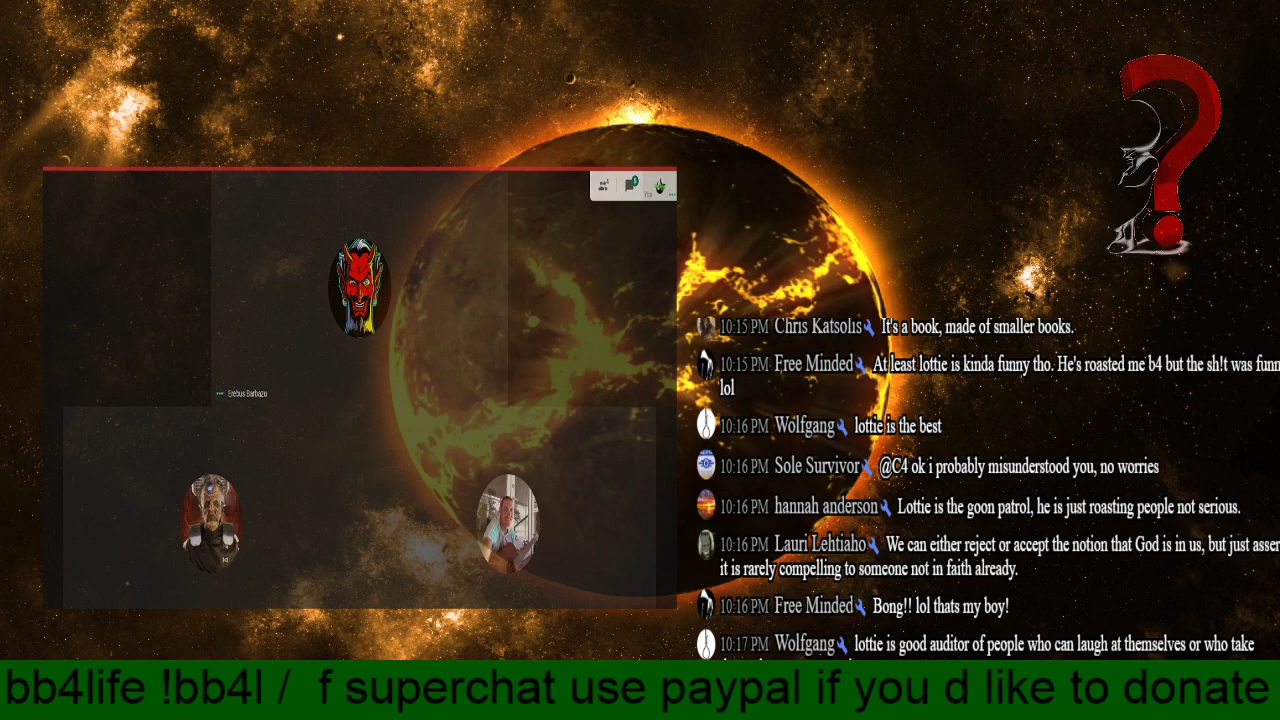 You
Erebus Barbazu
10:15 PM Chris Katsolis It's a book, made of smaller books.
10:15 PM Free Minded At least lottie is kinda funny tho. He's roasted me b4 but the sh!t was funn
lol
10:16 PM Wolfgang lottie is the best
10:16 PM Sole Survivor @C4 ok i probably misunderstood you, no worries
10:16 PM hannah anderson Lottie is the goon patrol, he is just roasting people not serious.
10:16 PM Lauri Lehtiaho We can either reject or accept the notion that God is in us, but just asser
it is rarely compelling to someone not in faith already.
10:16 PM Free Minded Bong!! lol thats my boy!
10:17 PM Wolfgang lottie is good auditor of people who can laugh at themselves or who take
bb4life !bb4l / f superchat use paypal if you d like to donate